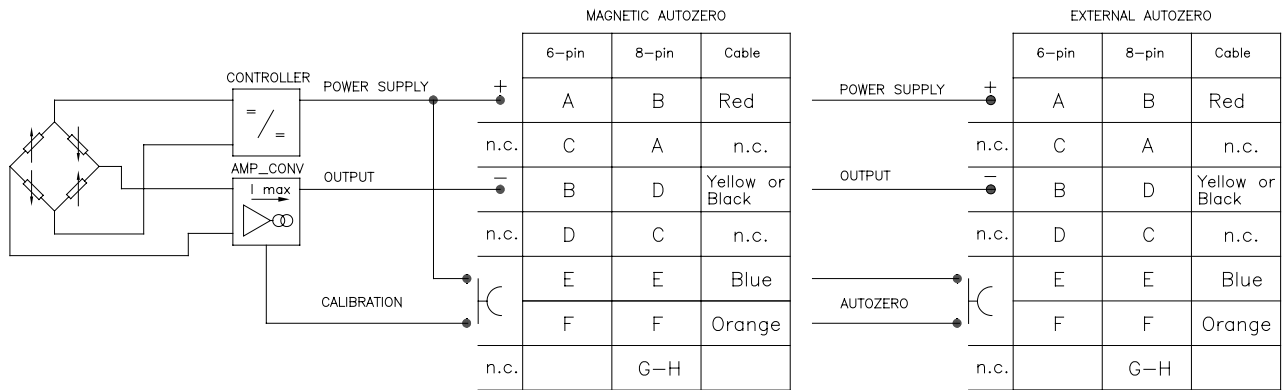 MAGNETIC AUTOZERO
6-pin 8-pin Cable
CONTROLLER
= / =
POWER SUPPLY
+ A B Red
n.c. C A n.c.
AMP_CONV
I max
OUTPUT
− B D Yellow or Black
n.c. D C n.c.
E E Blue
CALIBRATION
F F Orange
n.c. G-H
EXTERNAL AUTOZERO
6-pin 8-pin Cable
POWER SUPPLY
+ A B Red
n.c. C A n.c.
OUTPUT
− B D Yellow or Black
n.c. D C n.c.
E E Blue
AUTOZERO
F F Orange
n.c. G-H